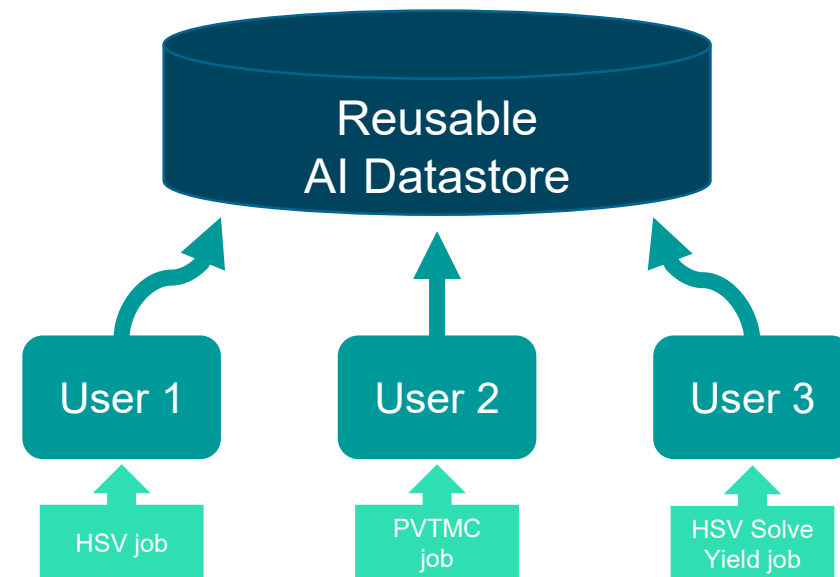 Reusable
AI Datastore
User 1
User 2
User 3
HSV job
PVTMC
job
HSV Solve
Yield job